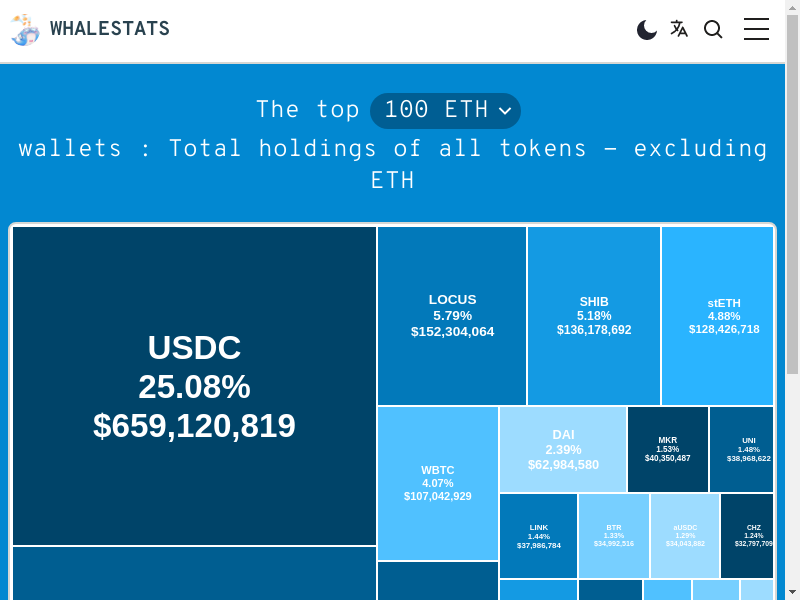 WHALESTATS
The top 100 ETH
wallets : Total holdings of all tokens – excluding
ETH
USDC
25.08%
$659,120,819
LOCUS
5.79%
$152,304,064
SHIB
5.18%
$136,178,692
stETH
4.88%
$128,426,718
WBTC
4.07%
$107,042,929
DAI
2.39%
$62,984,580
MKR
1.53%
$40,350,487
UNI
1.48%
$38,968,622
LINK
1.44%
$37,986,784
BTR
1.33%
$34,992,516
aUSDC
1.29%
CHZ
1.24%
$32,797,709